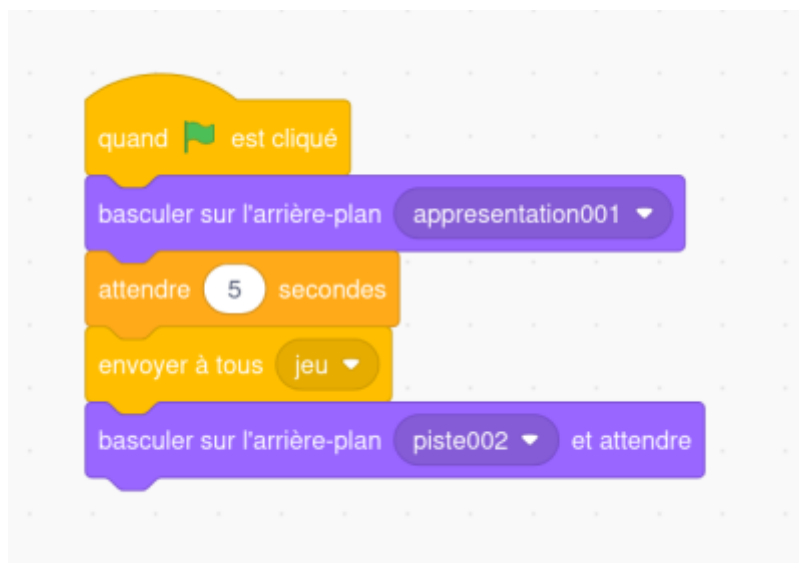 quand est cliqué
basculer sur l'arrière-plan appresentation001
attendre 5 secondes
envoyer à tous jeu
basculer sur l'arrière-plan piste002 et attendre